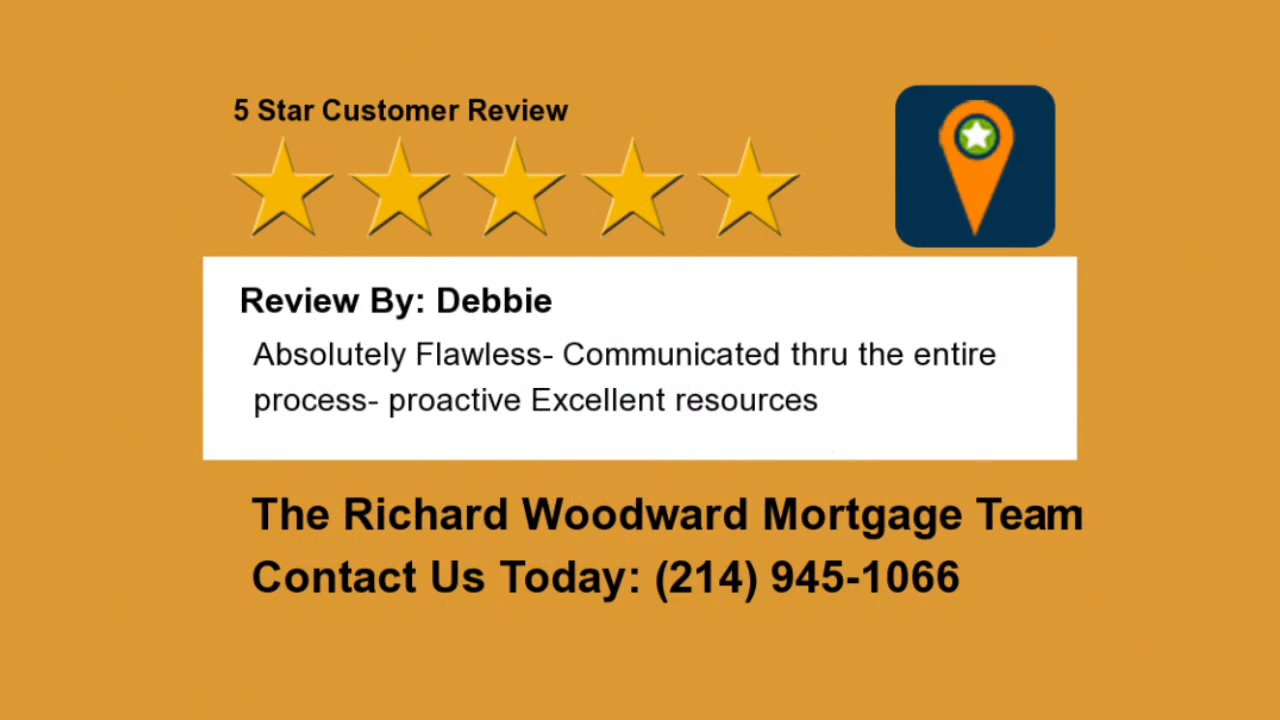 5 Star Customer Review
Review By: Debbie
Absolutely Flawless- Communicated thru the entire
process- proactive Excellent resources
The Richard Woodward Mortgage Team
Contact Us Today: (214) 945-1066